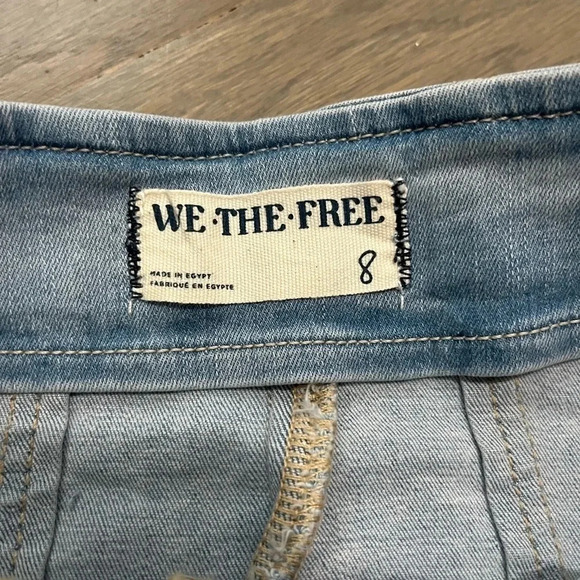 WE·THE·FREE
MADE IN EGYPT
FABRIQUÉ EN EGYPTE
8